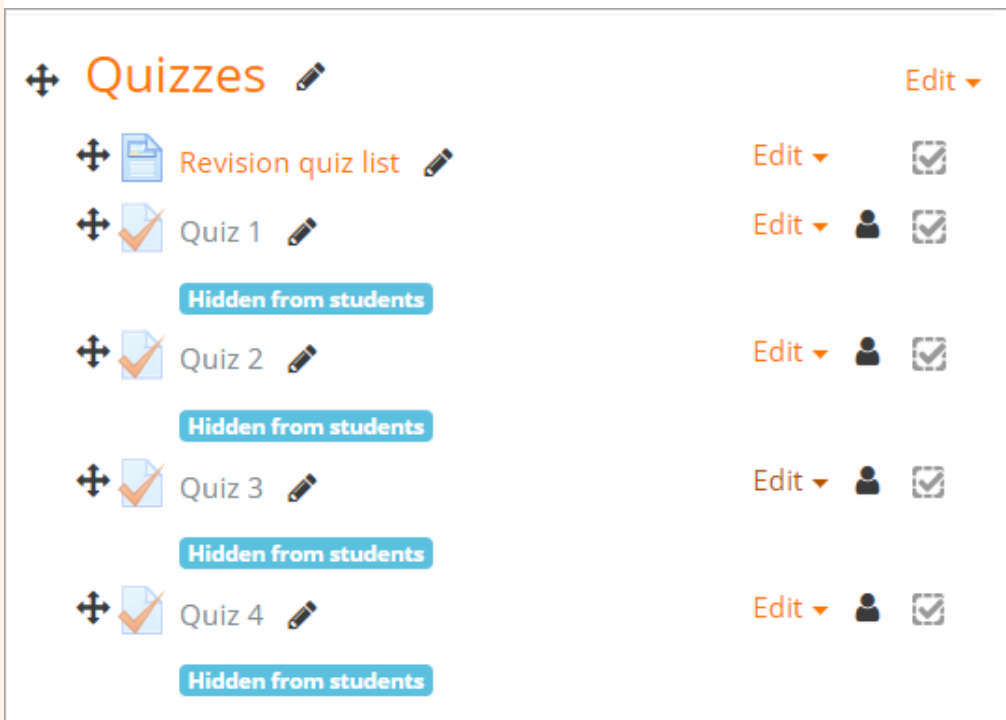 Quizzes Edit
Revision quiz list Edit
Quiz 1 Edit
Hidden from students
Quiz 2 Edit
Hidden from students
Quiz 3 Edit
Hidden from students
Quiz 4 Edit
Hidden from students